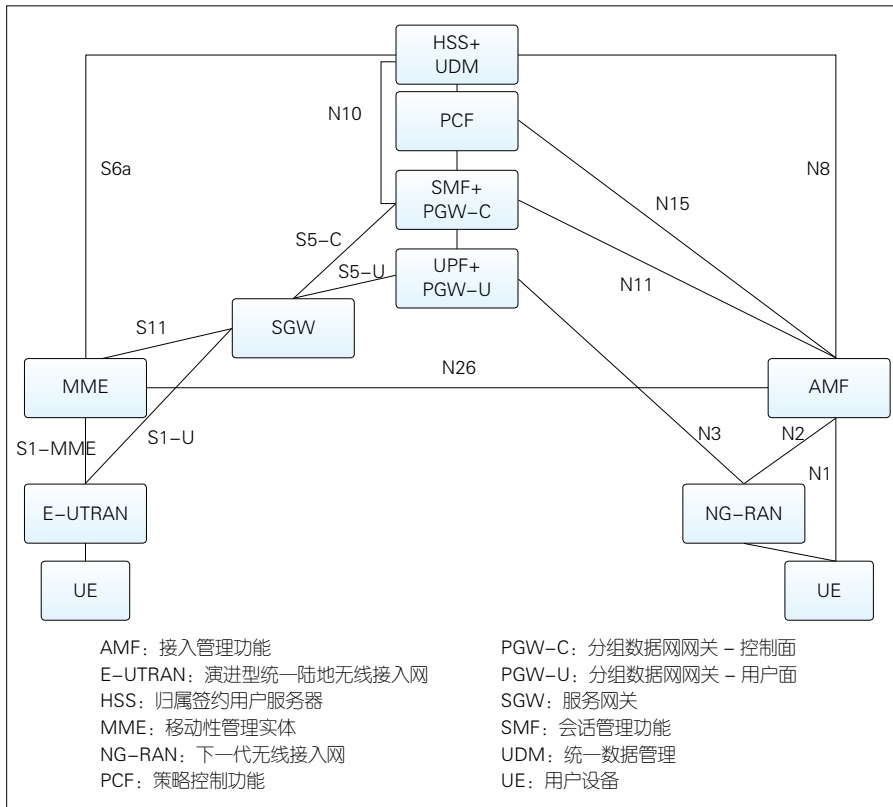 HSS+
UDM
N10
PCF
S6a
N15
N8
SMF+
PGW-C
S5-C
S5-U
UPF+
PGW-U
N11
S11
SGW
MME
N26
AMF
S1-MME
S1-U
N3
N2
N1
E-UTRAN
NG-RAN
UE
UE
AMF：接入管理功能
E-UTRAN：演进型统一陆地无线接入网
HSS：归属签约用户服务器
MME：移动性管理实体
NG-RAN：下一代无线接入网
PCF：策略控制功能
PGW-C：分组数据网网关 – 控制面
PGW-U：分组数据网网关 – 用户面
SGW：服务网关
SMF：会话管理功能
UDM：统一数据管理
UE：用户设备